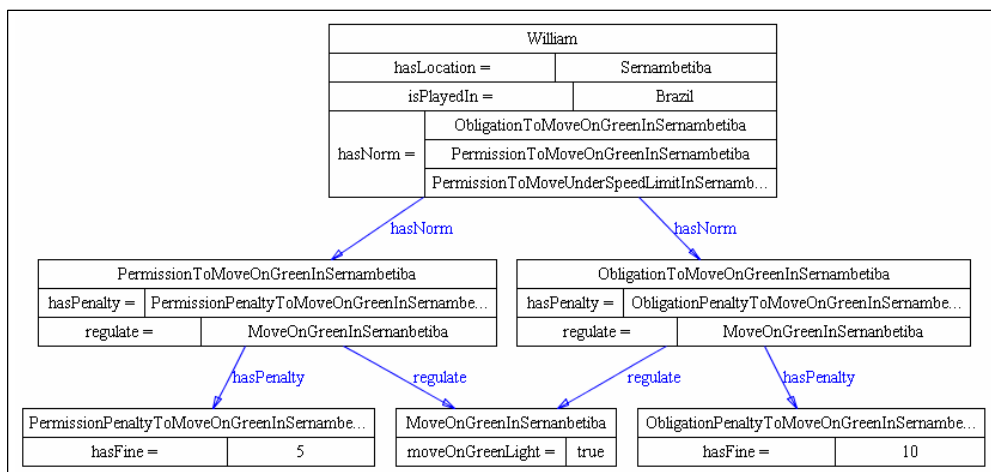 William
hasLocation = Sernambetiba
isPlayedIn = Brazil
ObligationToMoveOnGreenInSernambetiba
hasNorm = PermissionToMoveOnGreenInSernambetiba
PermissionToMoveUnderSpeedLimitInSernamb...
hasNorm hasNorm
PermissionToMoveOnGreenInSernambetiba ObligationToMoveOnGreenInSernambetiba
hasPenalty = PermissionPenaltyToMoveOnGreenInSernambe... hasPenalty = ObligationPenaltyToMoveOnGreenInSernambe...
regulate = MoveOnGreenInSernanbetiba regulate = MoveOnGreenInSernanbetiba
hasPenalty regulate regulate hasPenalty
PermissionPenaltyToMoveOnGreenInSernambe... MoveOnGreenInSernanbetiba ObligationPenaltyToMoveOnGreenInSernambe...
hasFine = 5 moveOnGreenLight = true hasFine = 10